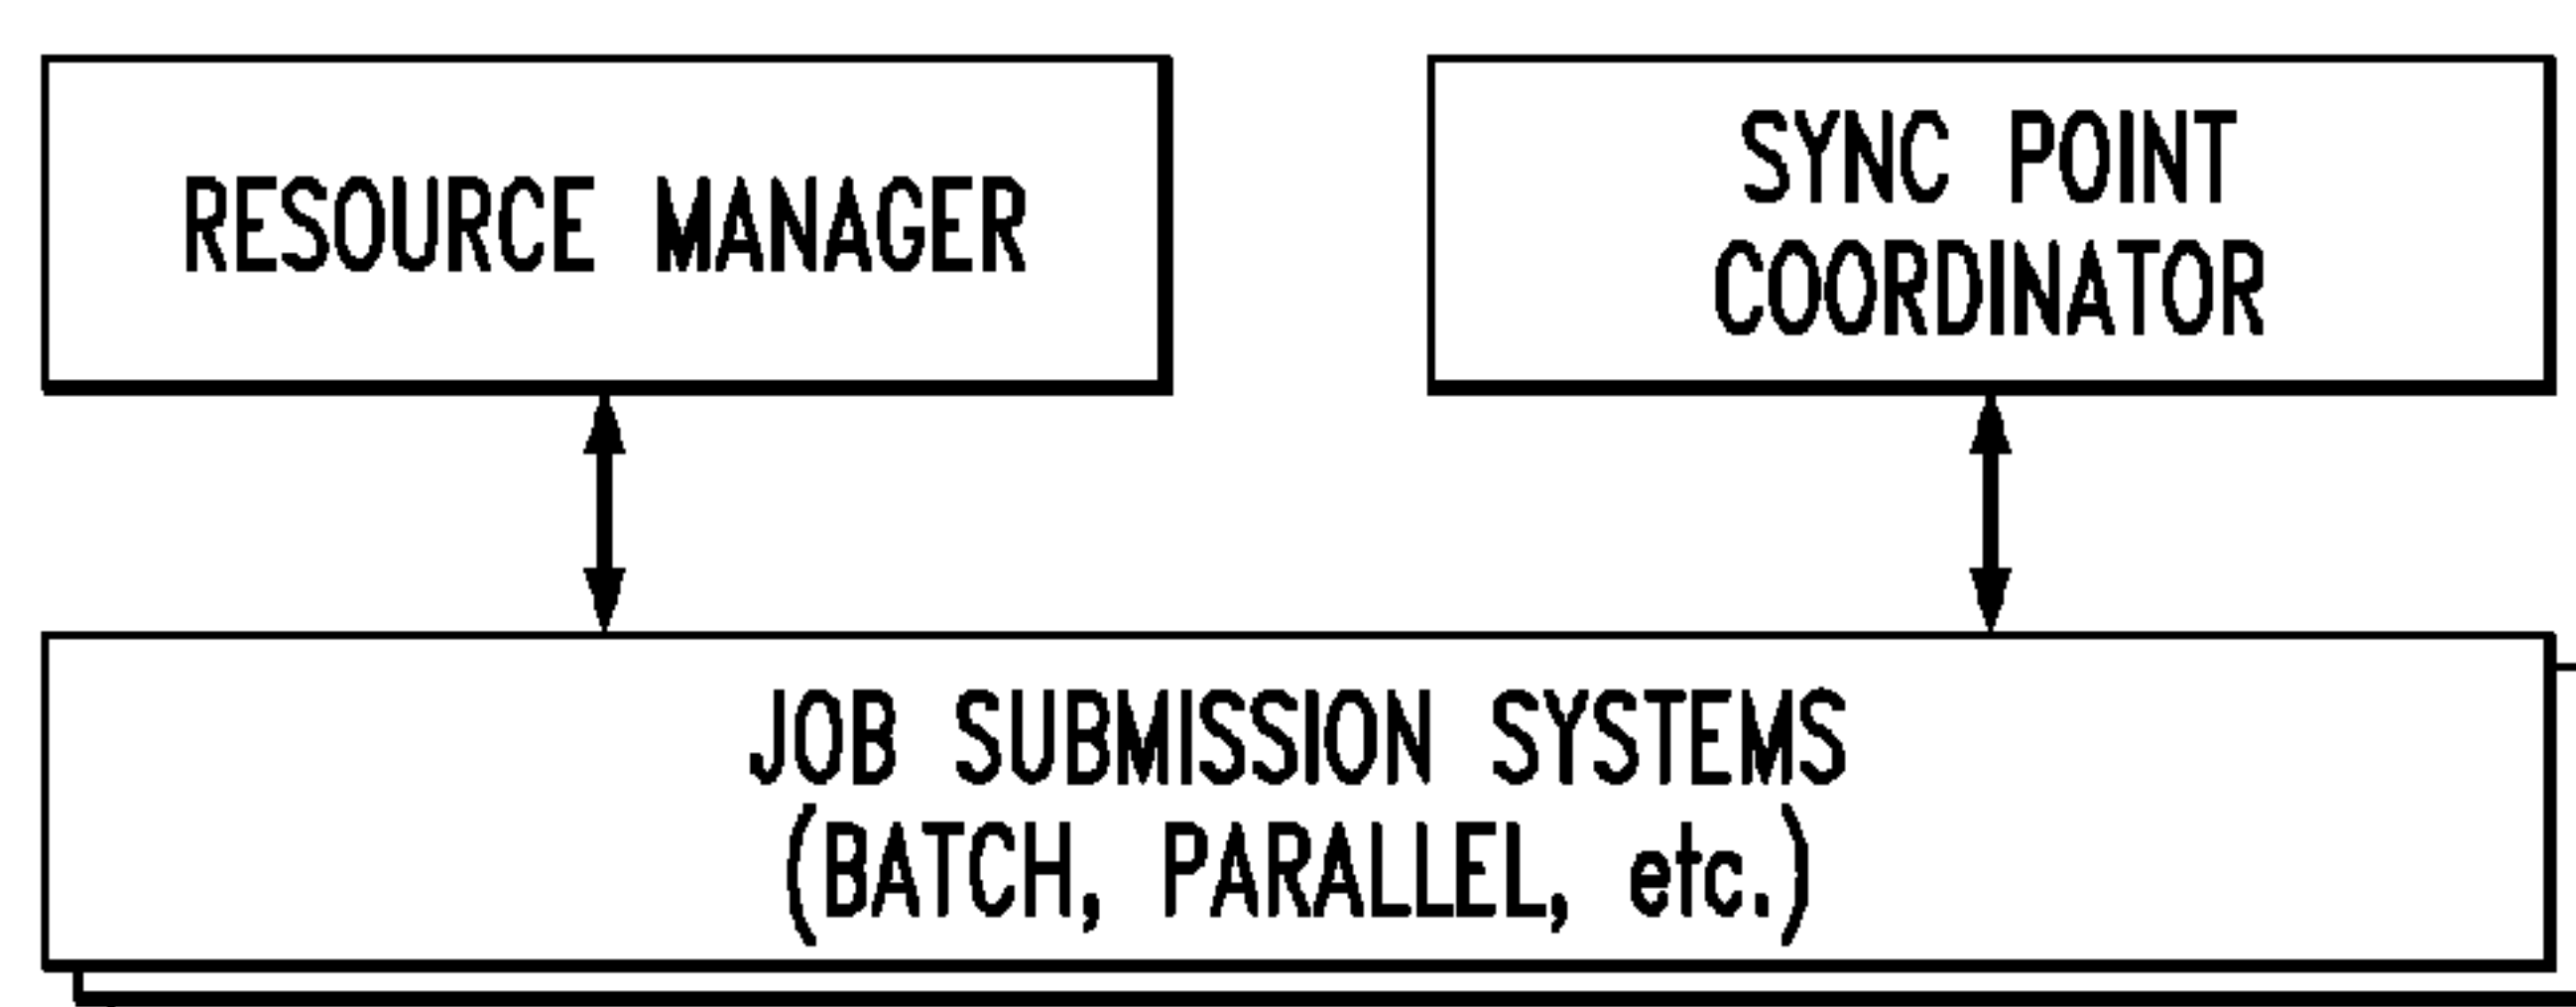 RESOURCE MANAGER
SYNC POINT
COORDINATOR
JOB SUBMISSION SYSTEMS
(BATCH, PARALLEL, etc.)